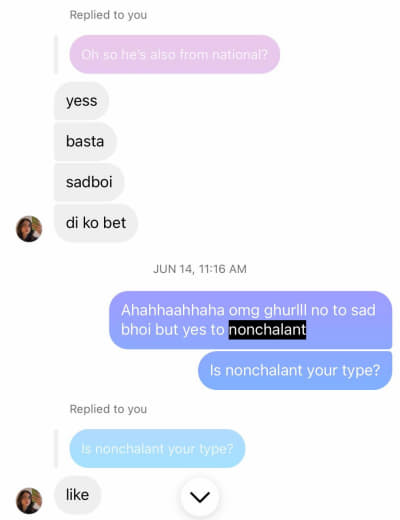 Replied to you
Oh so he's also from national?
yess
basta
sadboi
di ko bet
JUN 14, 11:16 AM
Ahahhaahhaha omg ghurlll no to sad
bhoi but yes to nonchalant
Is nonchalant your type?
Replied to you
Is nonchalant your type?
like